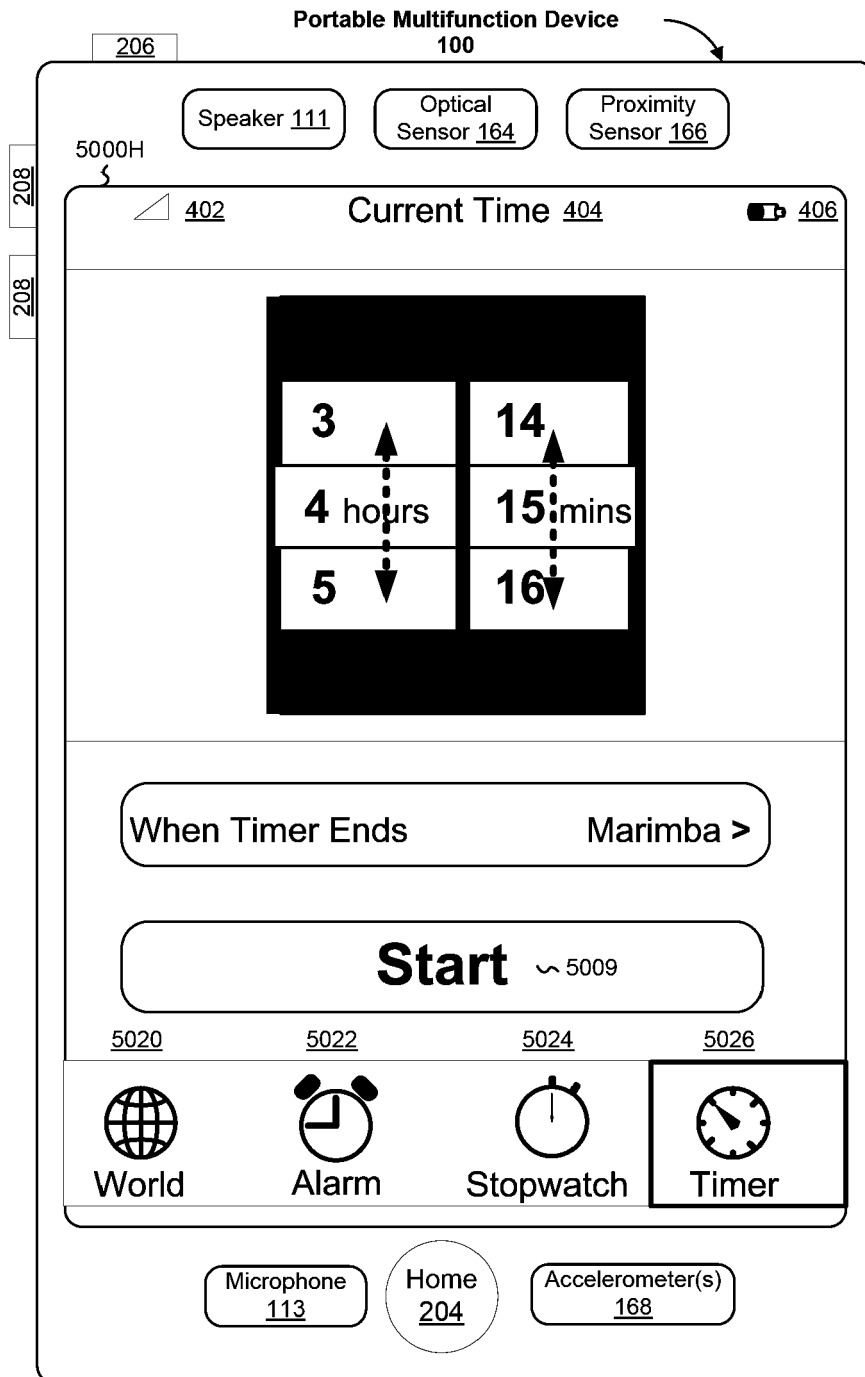 Portable Multifunction Device
100
206
Speaker 111
Optical
Sensor 164
Proximity
Sensor 166
5000H
208
208
402
Current Time 404
406
3
14
4 hours
15 mins
5
16
When Timer Ends
Marimba >
Start
5009
5020
5022
5024
5026
World
Alarm
Stopwatch
Timer
Microphone
113
Home
204
Accelerometer(s)
168